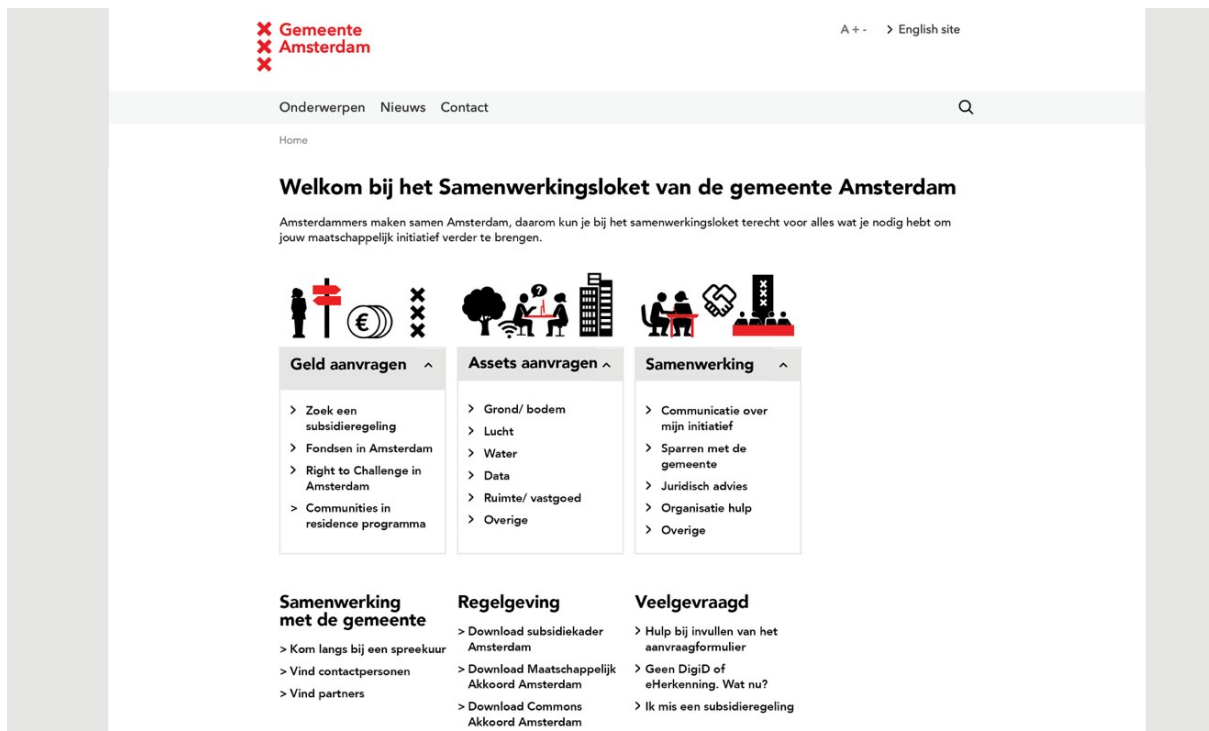 Gemeente
Amsterdam
A + -
> English site
Onderwerpen Nieuws Contact
Home
Welkom bij het Samenwerkingsloket van de gemeente Amsterdam
Amsterdammers maken samen Amsterdam, daarom kun je bij het samenwerkingsloket terecht voor alles wat je nodig hebt om
jouw maatschappelijk initiatief verder te brengen.
€
?
Geld aanvragen
> Zoek een
subsidieregeling
> Fondsen in Amsterdam
> Right to Challenge in
Amsterdam
> Communities in
residence programma
Assets aanvragen
> Grond/ bodem
> Lucht
> Water
> Data
> Ruimte/ vastgoed
> Overige
Samenwerking
> Communicatie over
mijn initiatief
> Sparren met de
gemeente
> Juridisch advies
> Organisatie hulp
> Overige
Samenwerking
met de gemeente
> Kom langs bij een spreekuur
> Vind contactpersonen
> Vind partners
Regelgeving
> Download subsidiekader
Amsterdam
> Download Maatschappelijk
Akkoord Amsterdam
> Download Commons
Akkoord Amsterdam
Veelgevraagd
> Hulp bij invullen van het
aanvraagformulier
> Geen DigiD of
eHerkenning. Wat nu?
> Ik mis een subsidieregeling